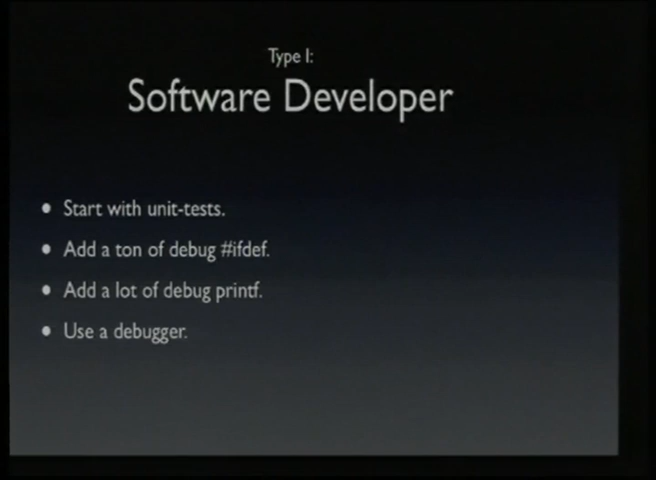 Type I:
Software Developer
• Start with unit-tests.
• Add a ton of debug #ifdef.
• Add a lot of debug printf.
• Use a debugger.